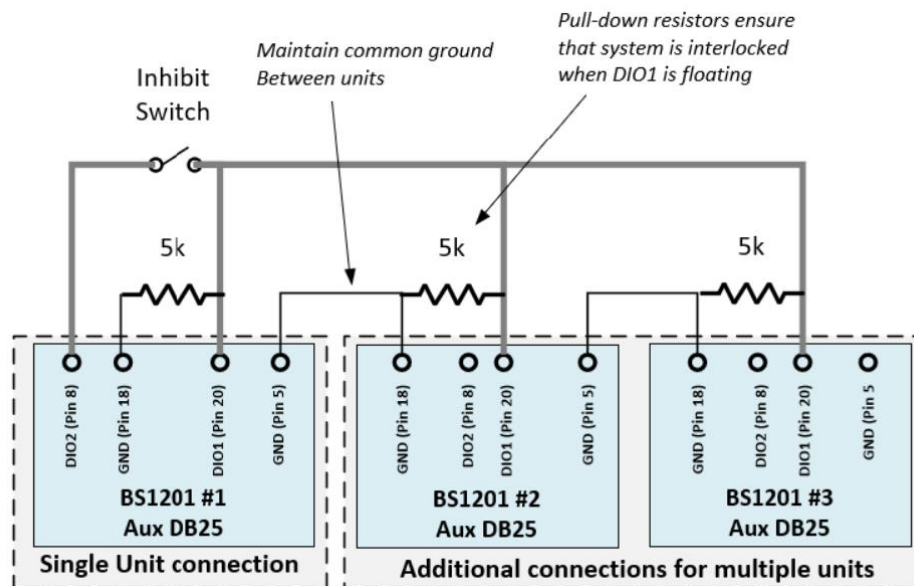 Maintain common ground
Between units
Pull-down resistors ensure
that system is interlocked
when DIO1 is floating
Inhibit
Switch
5k
5k
5k
DIO2 (Pin 8)
GND (Pin 18)
DIO1 (Pin 20)
GND (Pin 5)
GND (Pin 18)
DIO2 (Pin 8)
DIO1 (Pin 20)
GND (Pin 5)
GND (Pin 18)
DIO2 (Pin 8)
DIO1 (Pin 20)
GND (Pin 5
BS1201 #1
Aux DB25
BS1201 #2
Aux DB25
BS1201 #3
Aux DB25
Single Unit connection
Additional connections for multiple units